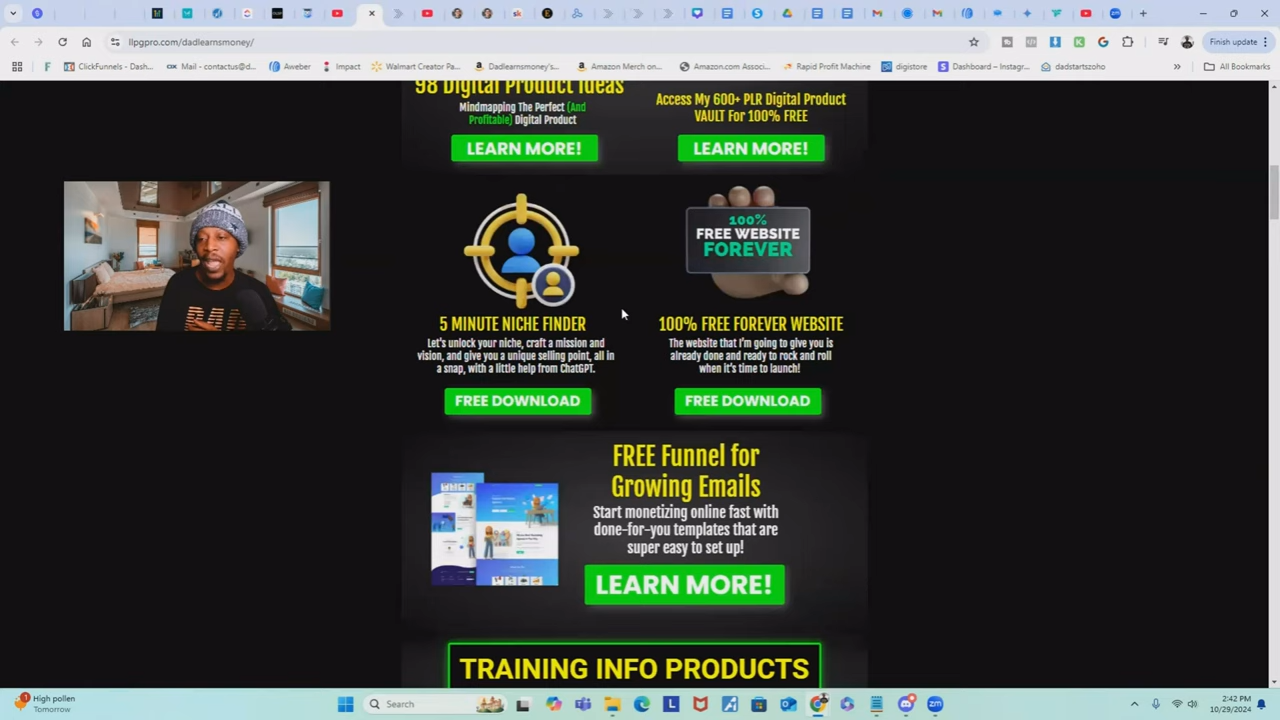 llpgpro.com/dadlearnsmoney/
Finish update
F
ClickFunnels - Dash...
Mail - contactus@d...
Aweber
Impact
Walmart Creator Pa...
Dadlearnsmoney's...
Amazon Merch on...
Amazon.com Associ...
Rapid Profit Machine
digistore
Dashboard – Instagr...
dadstartszoho
All Bookmarks
98 Digital Product Ideas
Mindmapping The Perfect (And
Profitable) Digital Product
LEARN MORE!
Access My 600+ PLR Digital Product
VAULT For 100% FREE
LEARN MORE!
5 MINUTE NICHE FINDER
Let's unlock your niche, craft a mission and
vision, and give you a unique selling point, all in
a snap, with a little help from ChatGPT.
FREE DOWNLOAD
100%
FREE WEBSITE
FOREVER
100% FREE FOREVER WEBSITE
The website that i'm going to give you is
already done and ready to rock and roll
when it's time to launch!
FREE DOWNLOAD
FREE Funnel for
Growing Emails
Start monetizing online fast with
done-for-you templates that are
super easy to set up!
LEARN MORE!
TRAINING INFO PRODUCTS
High pollen
Tomorrow
Search
2:42 PM
10/29/2024